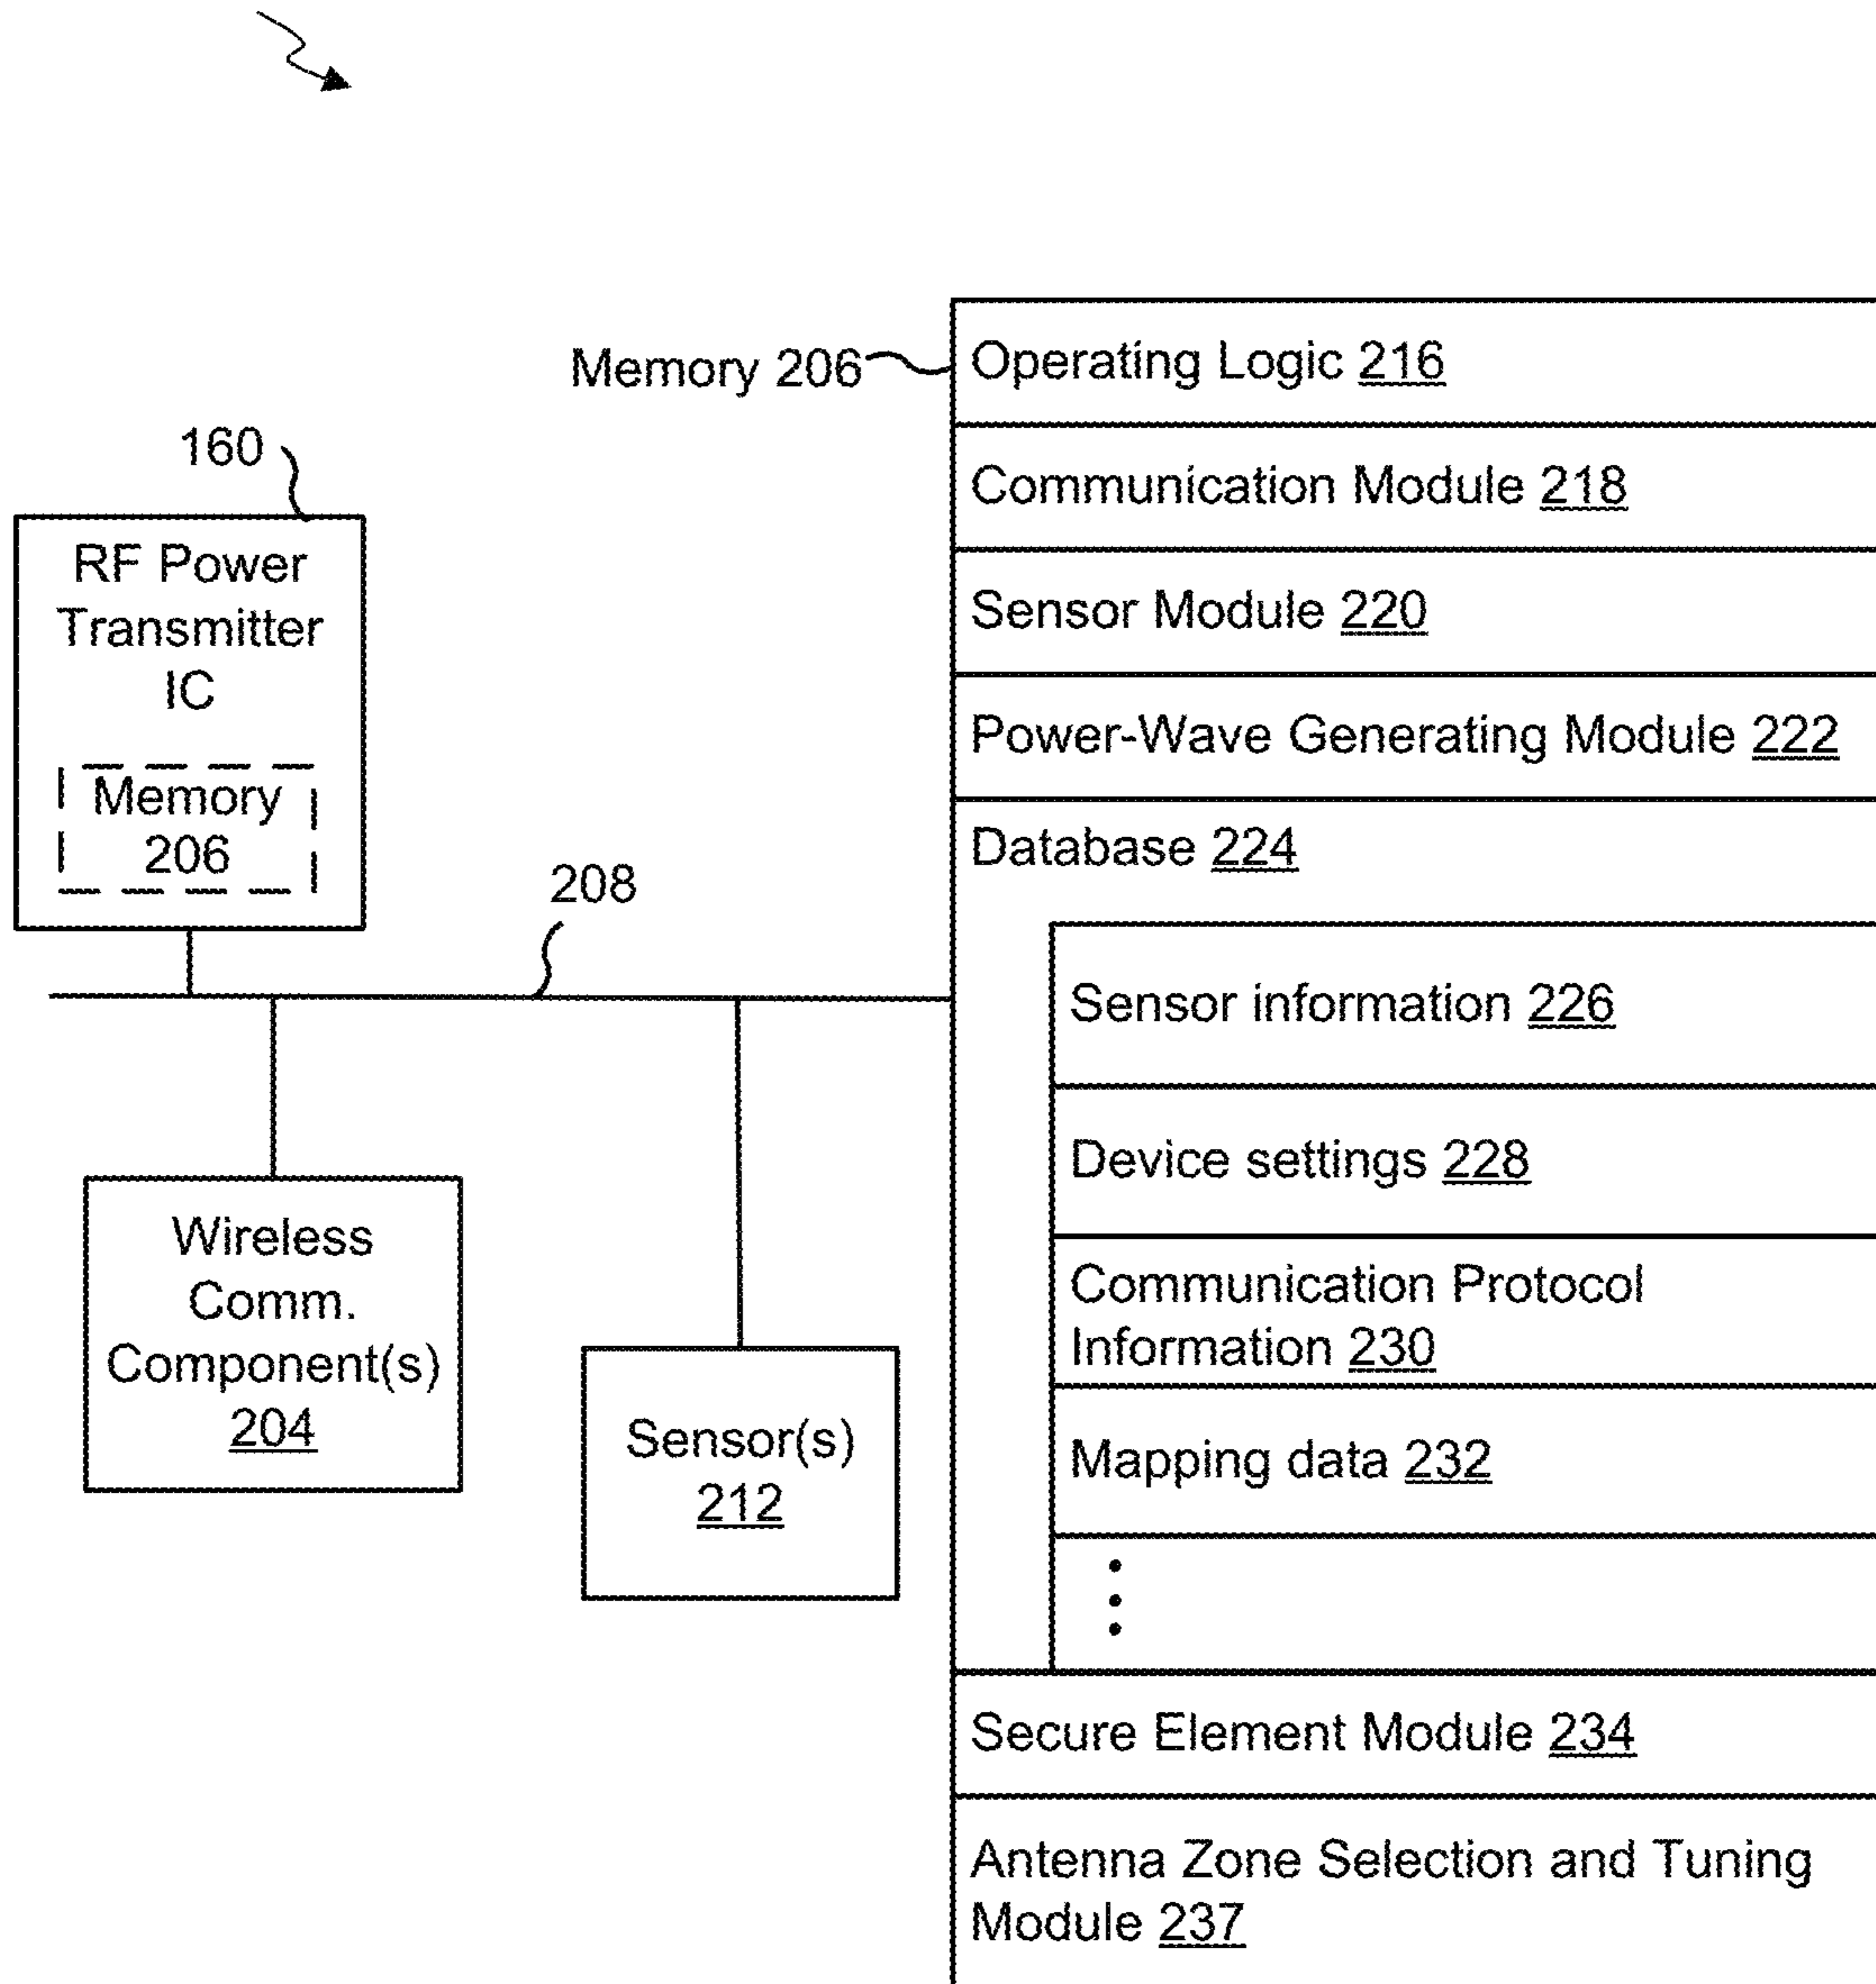 Memory 206
Operating Logic 216
Communication Module 218
Sensor Module 220
Power-Wave Generating Module 222
Database 224
Sensor information 226
Device settings 228
Communication Protocol
Information 230
Mapping data 232
Secure Element Module 234
Antenna Zone Selection and Tuning
Module 237
160
RF Power
Transmitter
IC
Memory
206
208
Wireless
Comm.
Component(s)
204
Sensor(s)
212